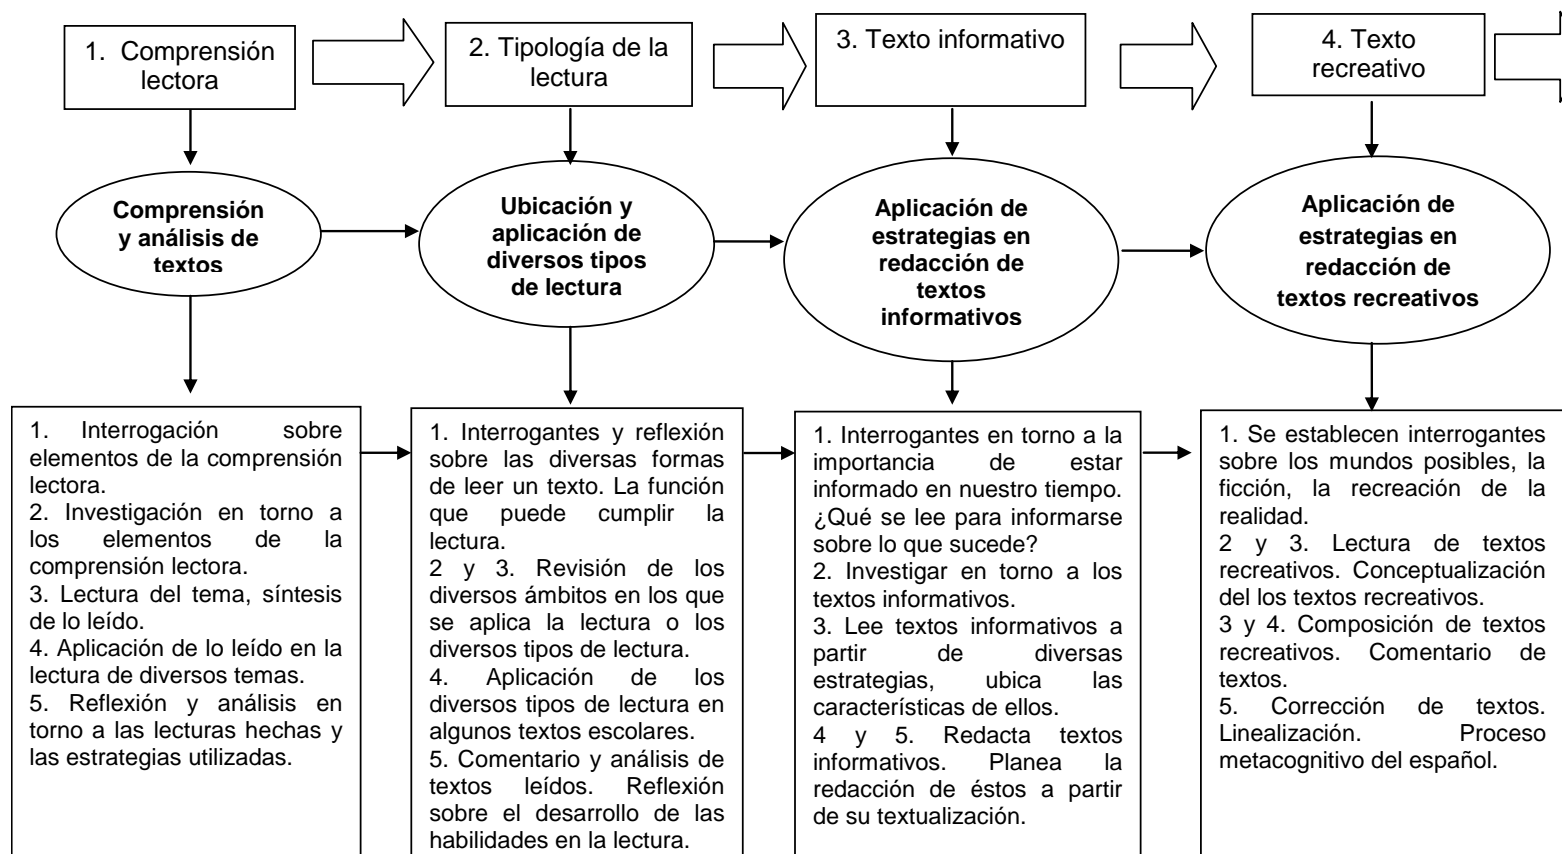 1. Comprensión
lectora
2. Tipología de la
lectura
3. Texto informativo
4. Texto
recreativo
Comprensión
y análisis de
textos
Ubicación y
aplicación de
diversos tipos
de lectura
Aplicación de
estrategias en
redacción de
textos
informativos
Aplicación de
estrategias en
redacción de
textos recreativos
1. Interrogación sobre
elementos de la comprensión
lectora.
2. Investigación en torno a
los elementos de la
comprensión lectora.
3. Lectura del tema, síntesis
de lo leído.
4. Aplicación de lo leído en la
lectura de diversos temas.
5. Reflexión y análisis en
torno a las lecturas hechas y
las estrategias utilizadas.
1. Interrogantes y reflexión
sobre las diversas formas
de leer un texto. La función
que puede cumplir la
lectura.
2 y 3. Revisión de los
diversos ámbitos en los que
se aplica la lectura o los
diversos tipos de lectura.
4. Aplicación de los
diversos tipos de lectura en
algunos textos escolares.
5. Comentario y análisis de
textos leídos. Reflexión
sobre el desarrollo de las
habilidades en la lectura.
1. Interrogantes en torno a la
importancia de estar
informado en nuestro tiempo.
¿Qué se lee para informarse
sobre lo que sucede?
2. Investigar en torno a los
textos informativos.
3. Lee textos informativos a
partir de diversas
estrategias, ubica las
características de ellos.
4 y 5. Redacta textos
informativos. Planea la
redacción de éstos a partir
de su textualización.
1. Se establecen interrogantes
sobre los mundos posibles, la
ficción, la recreación de la
realidad.
2 y 3. Lectura de textos
recreativos. Conceptualización
del los textos recreativos.
3 y 4. Composición de textos
recreativos. Comentario de
textos.
5. Corrección de textos.
Linealización. Proceso
metacognitivo del español.